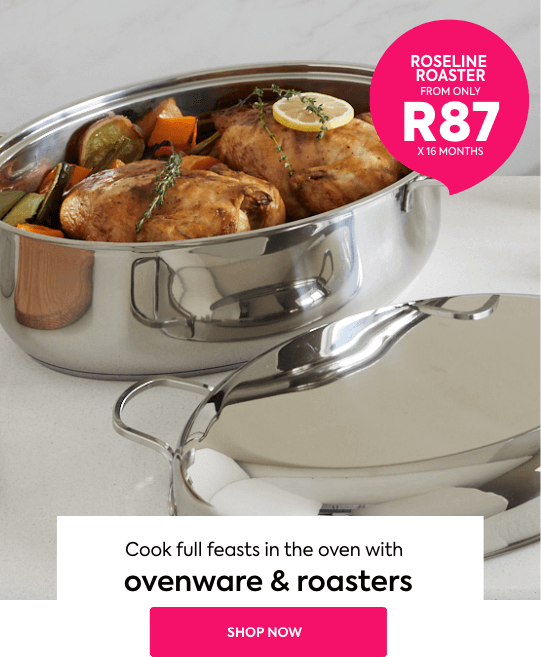 ROSELINE
ROASTER
FROM ONLY
R87
X 16 MONTHS
Cook full feasts in the oven with
ovenware & roasters
SHOP NOW